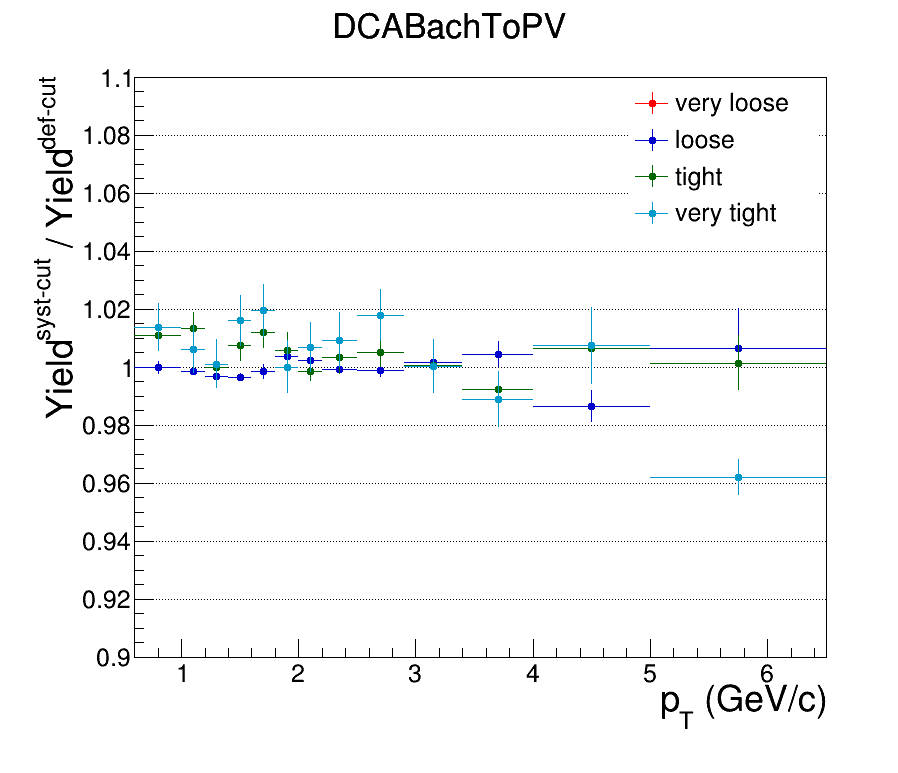 DCABachToPV
Yield^syst-cut / Yield^def-cut
1.1
1.08
1.06
1.04
1.02
1
0.98
0.96
0.94
0.92
0.9
very loose
loose
tight
very tight
1 2 3 4 5 6
p_T (GeV/c)